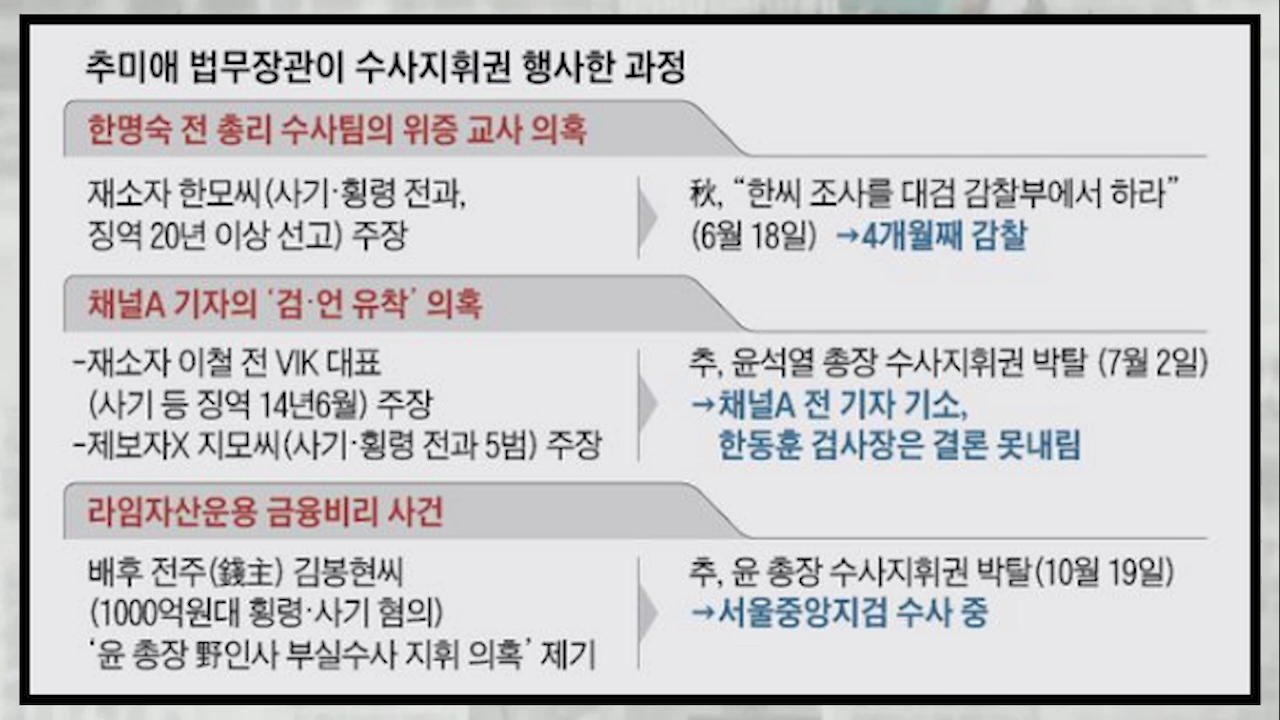 추미애 법무장관이 수사지휘권 행사한 과정
한명숙 전 총리 수사팀의 위증 교사 의혹
재소자 한모씨(사기·횡령 전과,
징역 20년 이상 선고) 주장
秋, “한씨 조사를 대검 감찰부에서 하라”
(6월 18일) →4개월째 감찰
채널A 기자의 ‘검·언 유착’ 의혹
-재소자 이철 전 VIK 대표
(사기 등 징역 14년6월) 주장
-제보자X 지모씨(사기·횡령 전과 5범) 주장
추, 윤석열 총장 수사지휘권 박탈 (7월 2일)
→채널A 전 기자 기소,
한동훈 검사장은 결론 못내림
라임자산운용 금융비리 사건
배후 전주(錢主) 김봉현씨
(1000억원대 횡령·사기 혐의)
‘윤 총장 野인사 부실수사 지휘 의혹’ 제기
추, 윤 총장 수사지휘권 박탈(10월 19일)
→서울중앙지검 수사 중